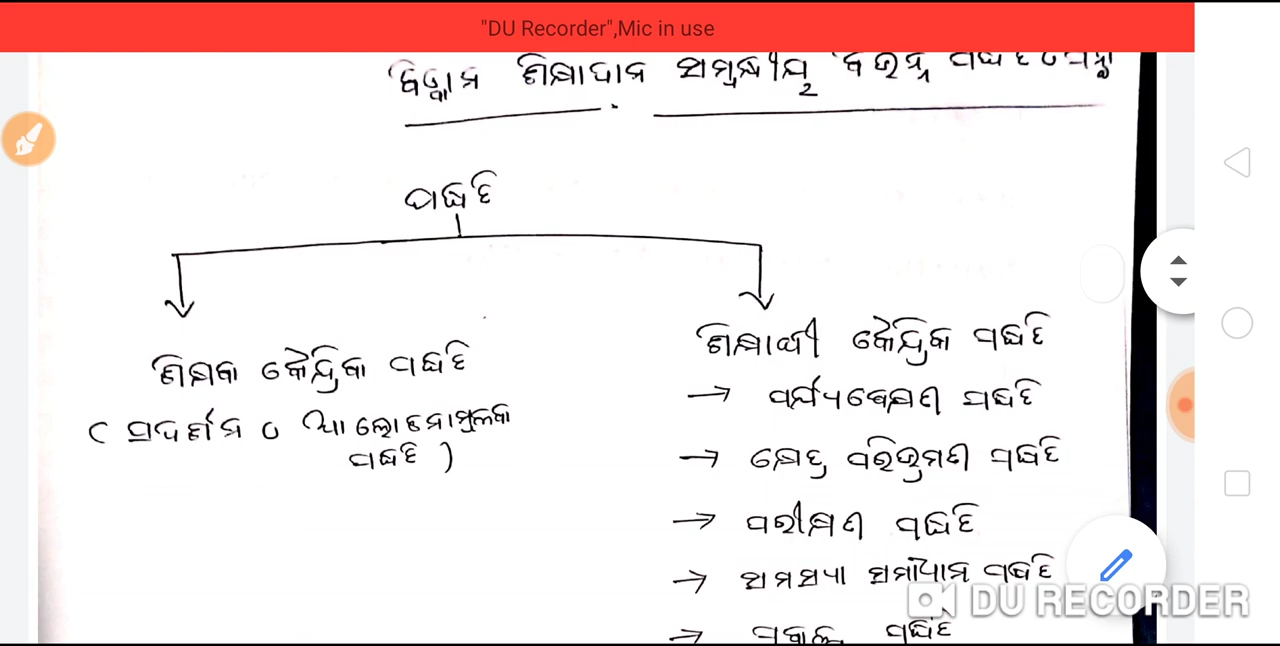 "DU Recorder",Mic in use
ବିଜ୍ଞାନ ଶିକ୍ଷାଦାନ ସମ୍ବନ୍ଧୀୟ
ପଦ୍ଧତି
ଶିକ୍ଷକ କୈନ୍ଦ୍ରିକ ପଦ୍ଧତି
( ପ୍ରଦର୍ଶନ ଓ ଆଲୋଚନାମୂଳକ
ପଦ୍ଧତି )
ଶିକ୍ଷାର୍ଥୀ କୈନ୍ଦ୍ରିକ ପଦ୍ଧତି
→ ପର୍ଯ୍ୟବେକ୍ଷଣ ପଦ୍ଧତି
→ କ୍ଷେତ୍ର ପରିଭ୍ରମଣ ପଦ୍ଧତି
→ ପରୀକ୍ଷଣ ପଦ୍ଧତି
→ ସମସ୍ୟା ସମାଧାନ ପଦ୍ଧତି
→ ପ୍ରକଳ୍ପ ପଦ୍ଧତି
DU RECORDER